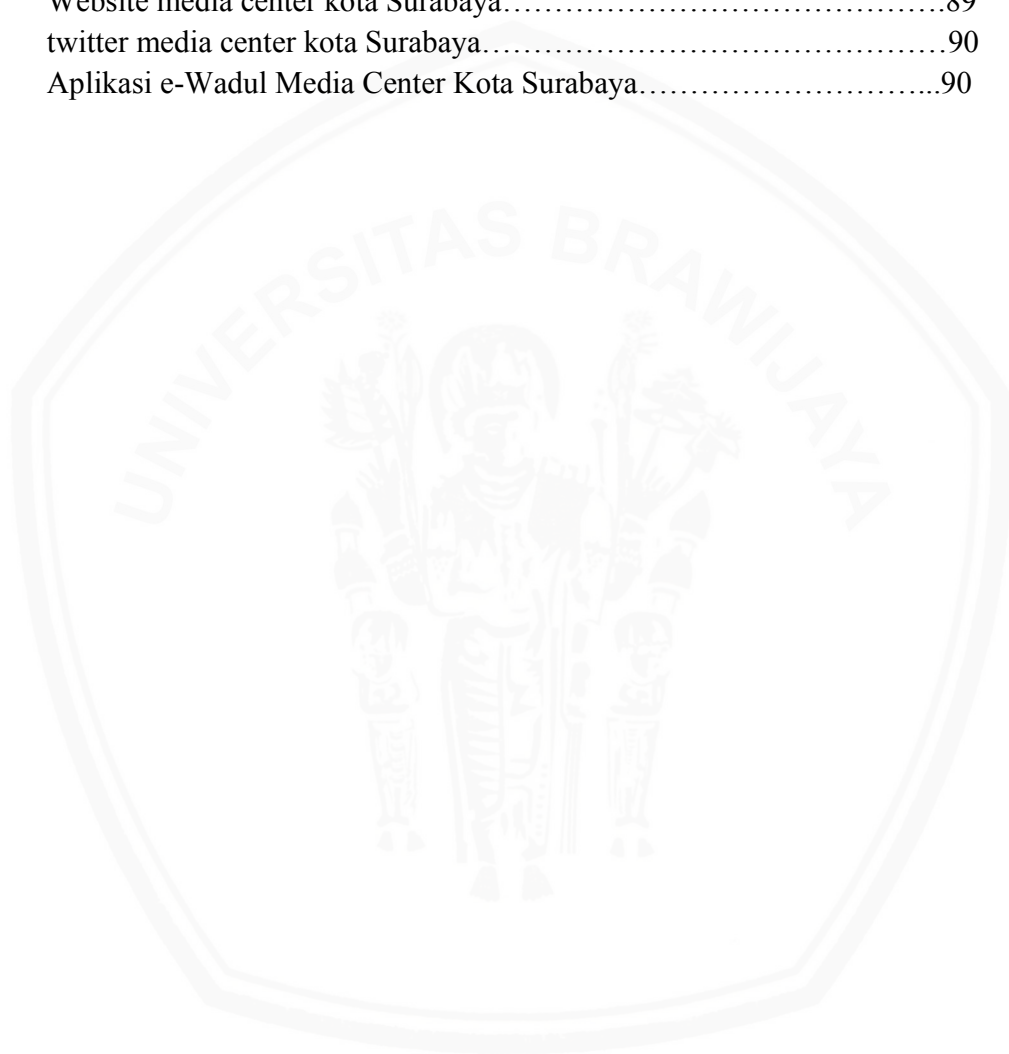 Website media center kota Surabaya…………………………………….89
twitter media center kota Surabaya……………………………………90
Aplikasi e-Wadul Media Center Kota Surabaya………………………...90
UNIVERSITAS BRAWIJAYA